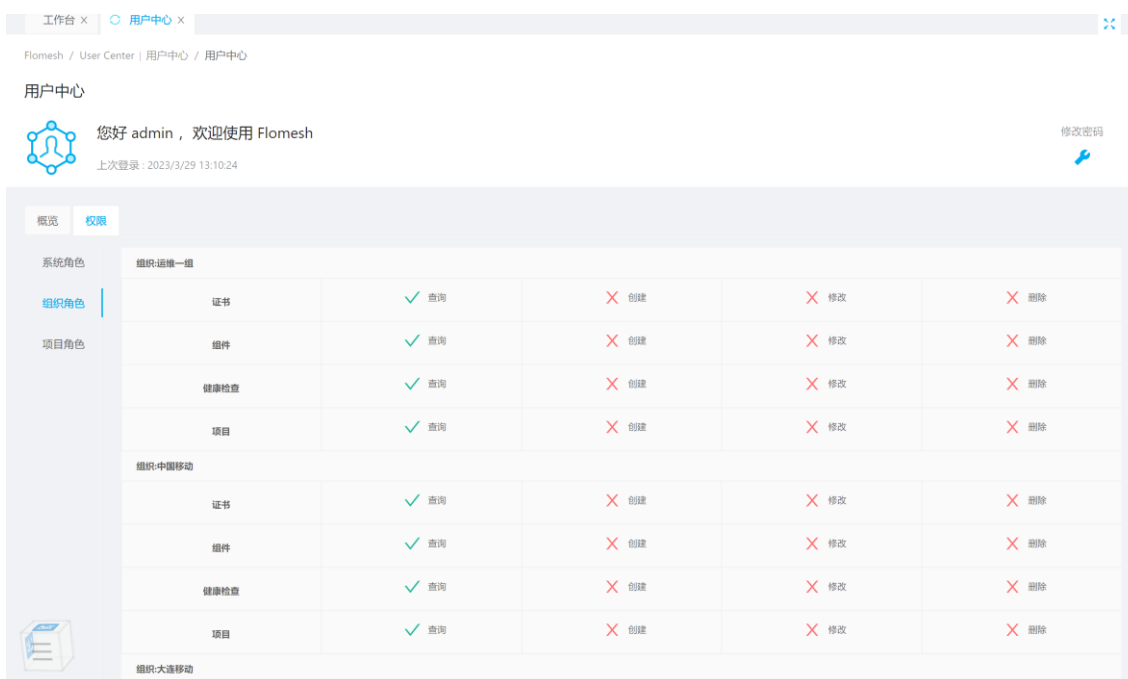 工作台 X 用户中心 X
Flomesh / User Center | 用户中心 / 用户中心
用户中心
您好 admin ， 欢迎使用 Flomesh
修改密码
上次登录 : 2023/3/29 13:10:24
概览 权限
系统角色
组织角色
项目角色
组织:运维一组
证书 查询 创建 修改 删除
组件 查询 创建 修改 删除
健康检查 查询 创建 修改 删除
项目 查询 创建 修改 删除
组织:中国移动
证书 查询 创建 修改 删除
组件 查询 创建 修改 删除
健康检查 查询 创建 修改 删除
项目 查询 创建 修改 删除
组织:大连移动